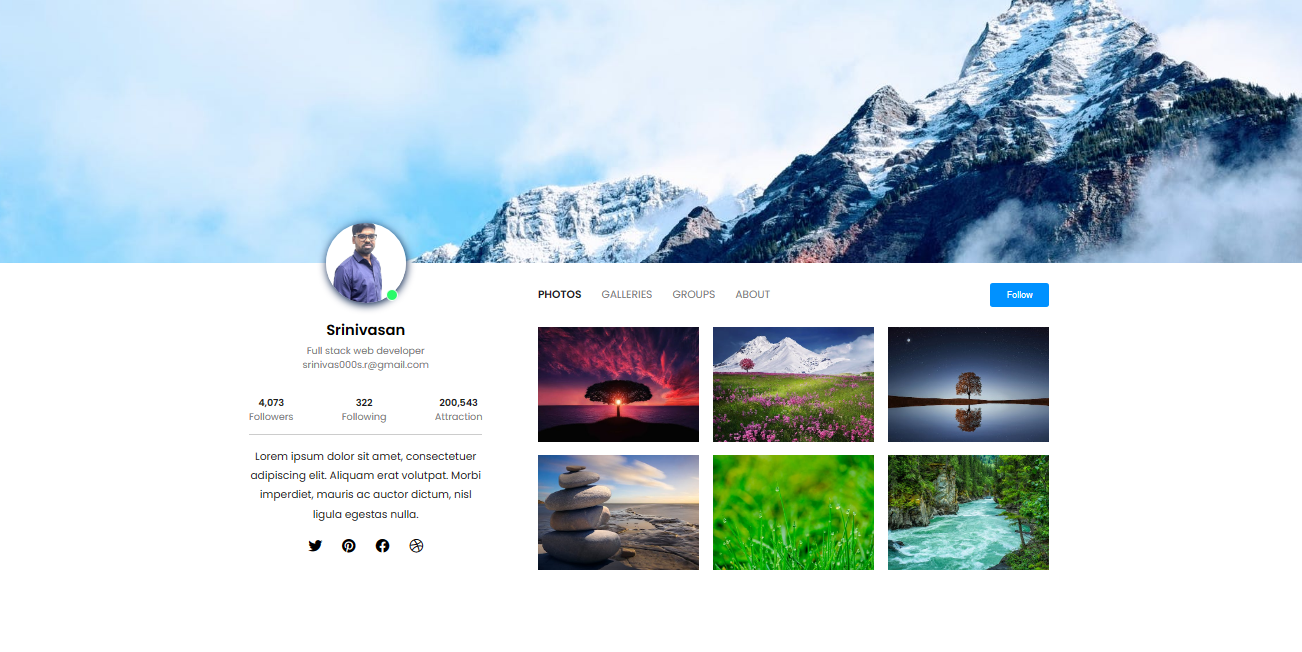 PHOTOS GALLERIES GROUPS ABOUT Follow
Srinivasan
Full stack web developer
srinivas000s.r@gmail.com
4,073 322 200,543
Followers Following Attraction
Lorem ipsum dolor sit amet, consectetuer
adipiscing elit. Aliquam erat volutpat. Morbi
imperdiet, mauris ac auctor dictum, nisl
ligula egestas nulla.